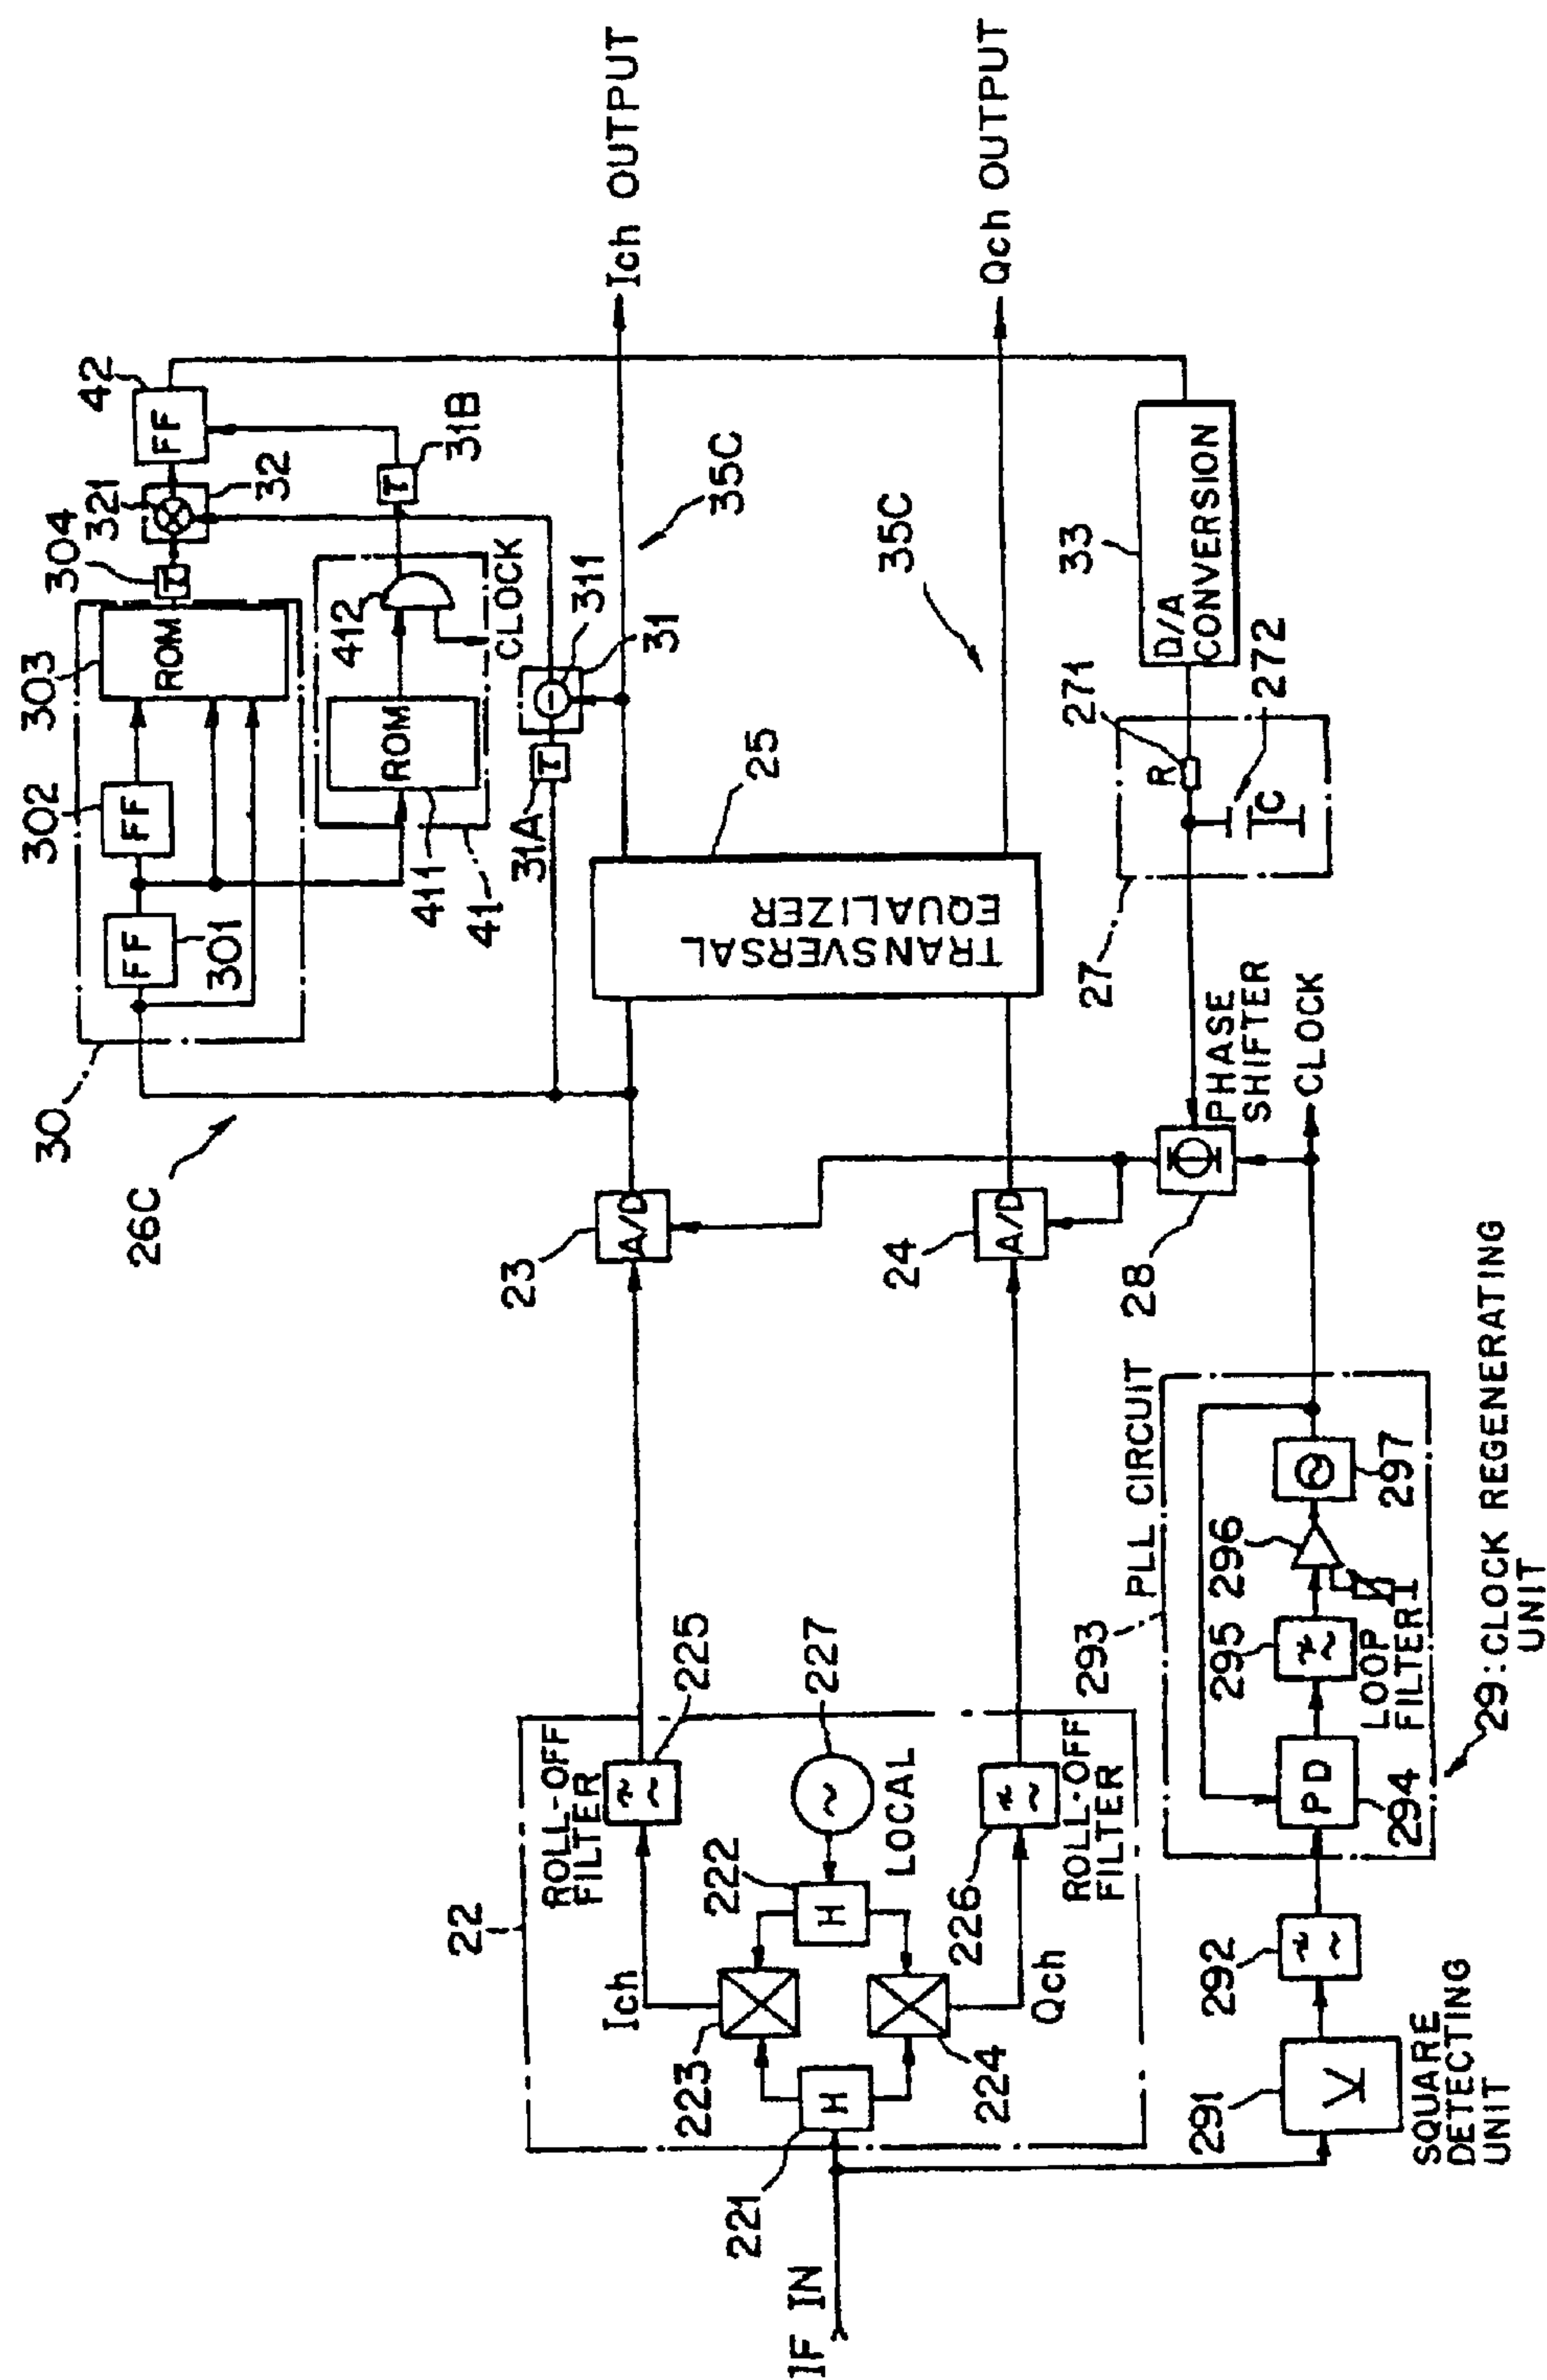 IF IN
221
H
223
224
Ich
Qch
222
H
LOCAL
227
22
ROLL-OFF
FILTER
225
226
ROLL-OFF
FILTER
291
SQUARE
DETECTING
UNIT
292
293
PLL CIRCUIT
PD
294
295
LOOP
FILTER
296
297
29:CLOCK REGENERATING
UNIT
23
A/D
24
A/D
28
PHASE
SHIFTER
CLOCK
26C
30
FF
301
302
FF
303
ROM
304
T
321
32
FF
42
41
411
ROM
412
CLOCK
T
31B
31A
T
311
31
TRANSVERSAL
EQUALIZER
25
35C
35C
Ich OUTPUT
Qch OUTPUT
27
R
271
C
272
33
D/A
CONVERSION